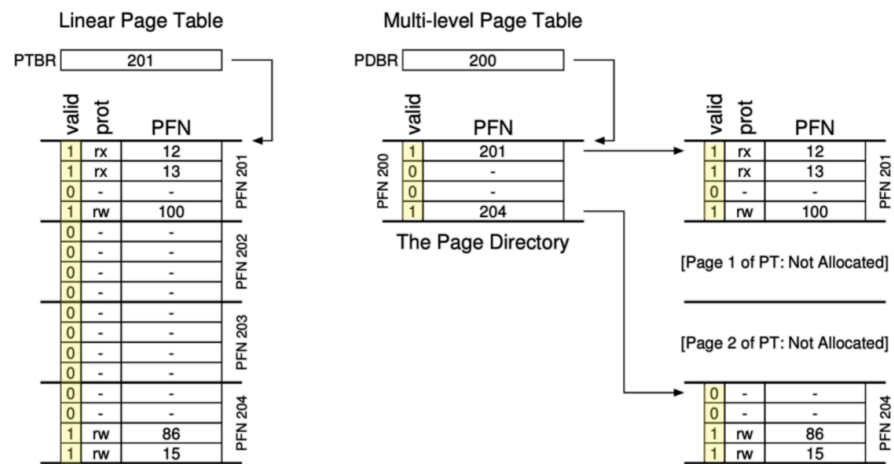 Linear Page Table
PTBR 201
valid prot PFN
1 rx 12
1 rx 13
0 - -
1 rw 100
PFN 201
0 - -
0 - -
0 - -
0 - -
PFN 202
0 - -
0 - -
0 - -
0 - -
PFN 203
0 - -
0 - -
1 rw 86
1 rw 15
PFN 204
Multi-level Page Table
PDBR 200
valid PFN
PFN 200
1 201
0 -
0 -
1 204
The Page Directory
valid prot PFN
1 rx 12
1 rx 13
0 - -
1 rw 100
PFN 201
[Page 1 of PT: Not Allocated]
[Page 2 of PT: Not Allocated]
0 - -
0 - -
1 rw 86
1 rw 15
PFN 204